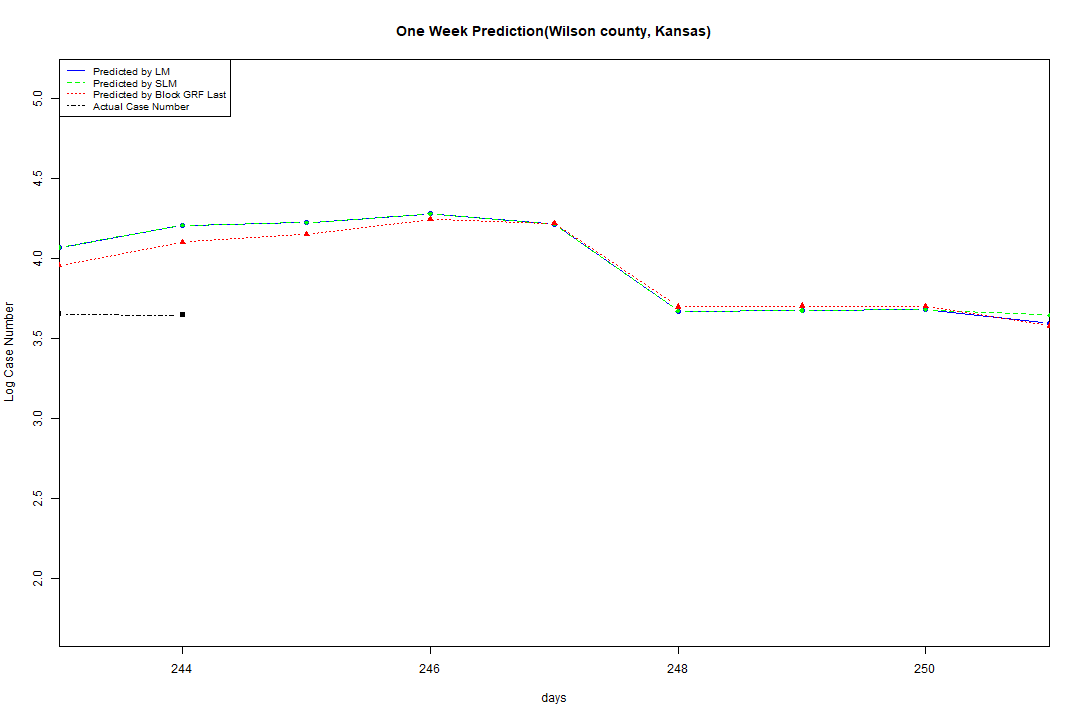 One Week Prediction(Wilson county, Kansas)
Predicted by LM
Predicted by SLM
Predicted by Block GRF Last
Actual Case Number
5.0
4.5
4.0
3.5
3.0
2.5
2.0
Log Case Number
244 246 248 250
days